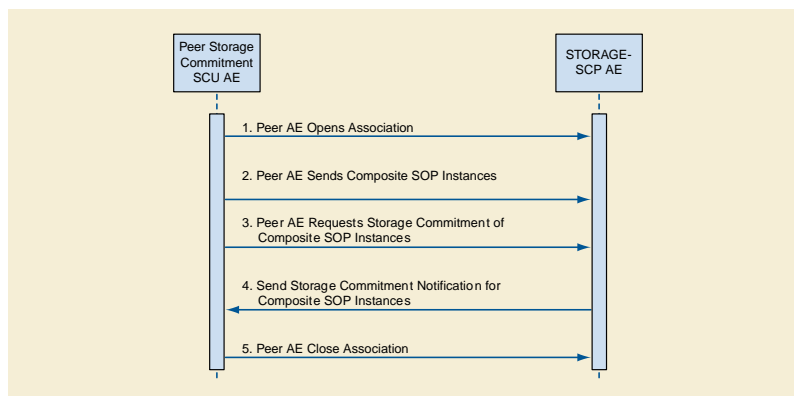 Peer Storage
Commitment
SCU AE
STORAGE-
SCP AE
1. Peer AE Opens Association
2. Peer AE Sends Composite SOP Instances
3. Peer AE Requests Storage Commitment of
Composite SOP Instances
4. Send Storage Commitment Notification for
Composite SOP Instances
5. Peer AE Close Association